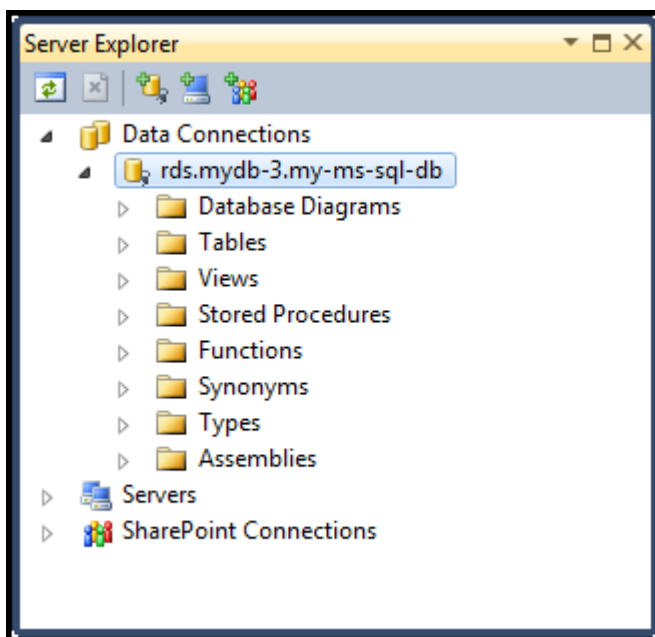 Server Explorer
Data Connections
rds.mydb-3.my-ms-sql-db
Database Diagrams
Tables
Views
Stored Procedures
Functions
Synonyms
Types
Assemblies
Servers
SharePoint Connections